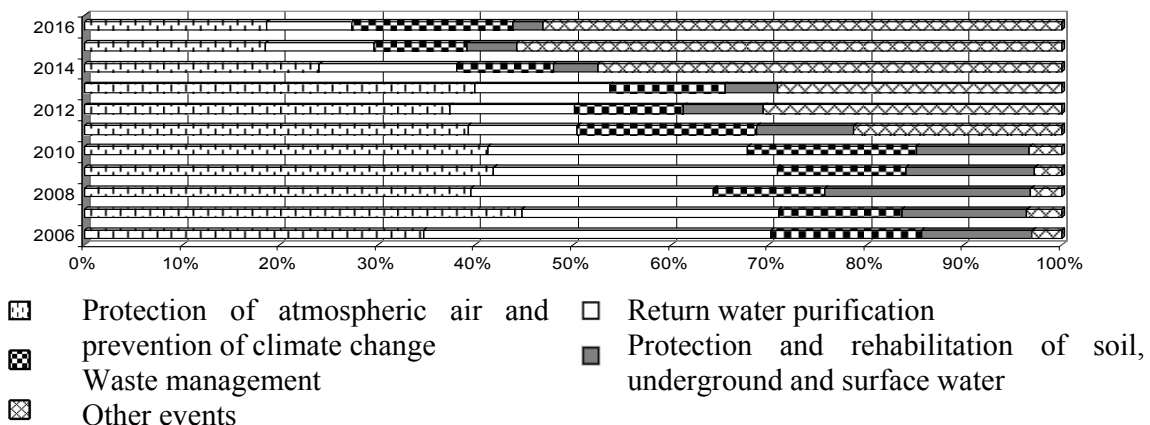 2016
2014
2012
2010
2008
2006
0% 10% 20% 30% 40% 50% 60% 70% 80% 90% 100%
Protection of atmospheric air and
prevention of climate change
Waste management
Other events
Return water purification
Protection and rehabilitation of soil,
underground and surface water